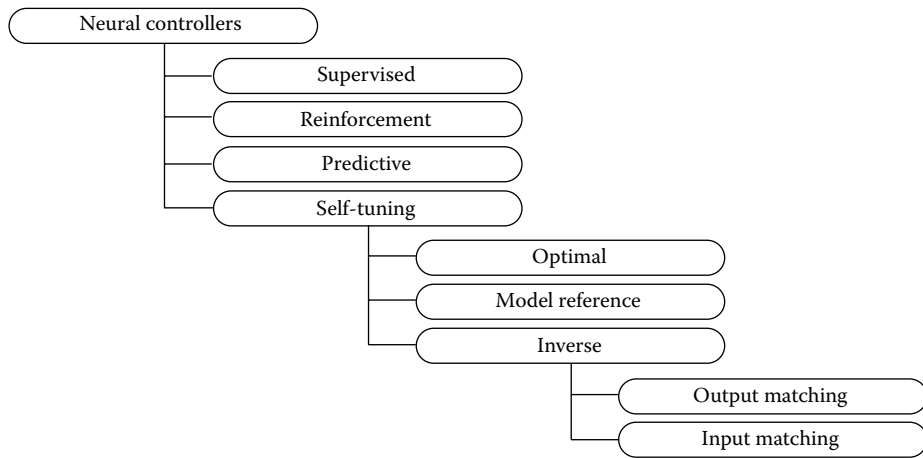 Neural controllers
Supervised
Reinforcement
Predictive
Self-tuning
Optimal
Model reference
Inverse
Output matching
Input matching